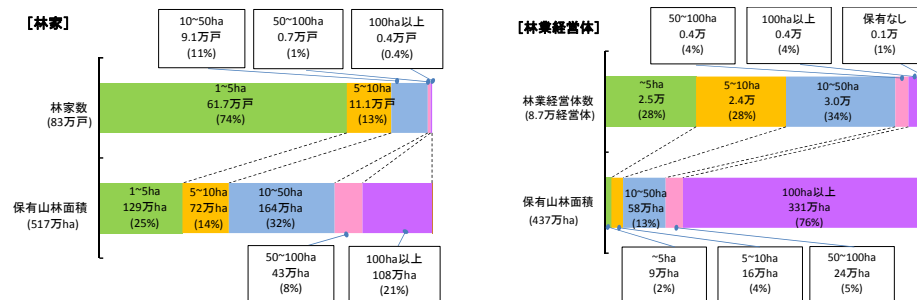 [林家]
10~50ha
9.1万戸
(11%)
50~100ha
0.7万戸
(1%)
100ha以上
0.4万戸
(0.4%)
林家数
(83万戸)
1~5ha
61.7万戸
(74%)
5~10ha
11.1万戸
(13%)
保有山林面積
(517万ha)
1~5ha
129万ha
(25%)
5~10ha
72万ha
(14%)
10~50ha
164万ha
(32%)
50~100ha
43万ha
(8%)
100ha以上
108万ha
(21%)
[林業経営体]
50~100ha
0.4万
(4%)
100ha以上
0.4万
(4%)
保有なし
0.1万
(1%)
林業経営体数
(8.7万経営体)
~5ha
2.5万
(28%)
5~10ha
2.4万
(28%)
10~50ha
3.0万
(34%)
保有山林面積
(437万ha)
10~50ha
58万ha
(13%)
100ha以上
331万ha
(76%)
~5ha
9万ha
(2%)
5~10ha
16万ha
(4%)
50~100ha
24万ha
(5%)